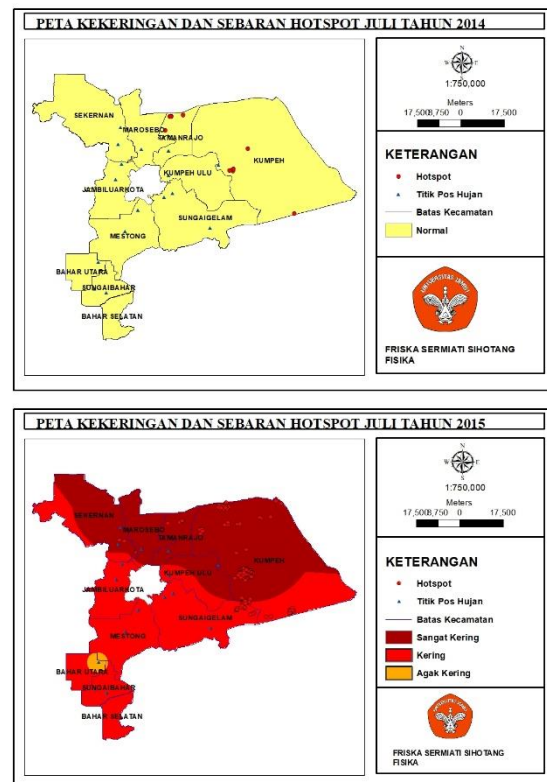 PETA KEKERINGAN DAN SEBARAN HOTSPOT JULI TAHUN 2014
SEKERNAN
MAROSEBO
TAMANRAJO
KUMPEH
KUMPEH ULU
JAMBILUARKOTA
SUNGAIGELAM
MESTONG
BAHAR UTARA
SUNGAIBAHAR
BAHAR SELATAN
N
W E
S
1:750,000
Meters
17,5008,750 0 17,500
KETERANGAN
Hotspot
Titik Pos Hujan
Batas Kecamatan
Normal
UNIVERSITAS JAMBI
FRISKA SERMIATI SIHOTANG
FISIKA
PETA KEKERINGAN DAN SEBARAN HOTSPOT JULI TAHUN 2015
SEKERNAN
MAROSEBO
TAMANRAJO
KUMPEH
KUMPEH ULU
JAMBILUARKOTA
SUNGAIGELAM
MESTONG
BAHAR UTARA
SUNGAIBAHAR
BAHAR SELATAN
N
W E
S
1:750,000
Meters
17,5008,750 0 17,500
KETERANGAN
Hotspot
Titik Pos Hujan
Batas Kecamatan
Sangat Kering
Kering
Agak Kering
FRISKA SERMIATI SIHOTANG
FISIKA